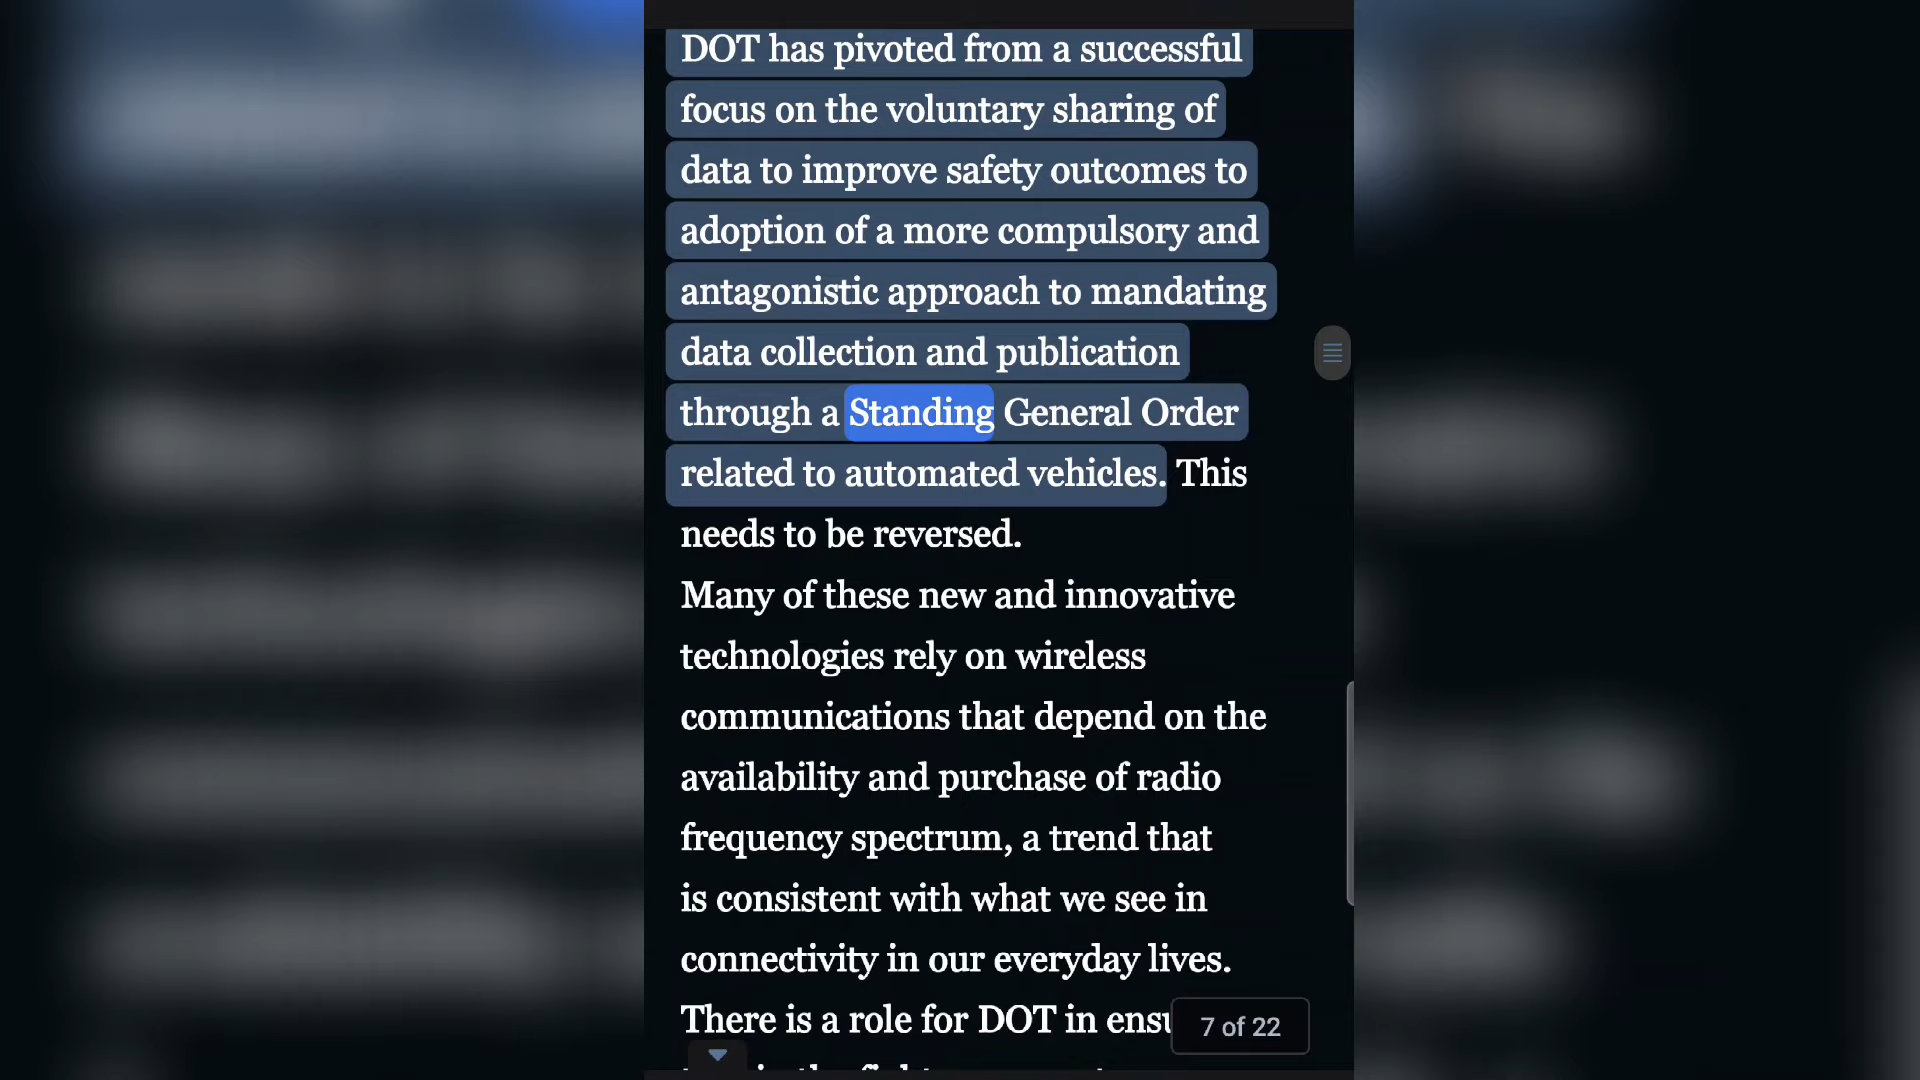 DOT has pivoted from a successful
focus on the voluntary sharing of
data to improve safety outcomes to
adoption of a more compulsory and
antagonistic approach to mandating
data collection and publication
through a Standing General Order
related to automated vehicles. This
needs to be reversed.
Many of these new and innovative
technologies rely on wireless
communications that depend on the
availability and purchase of radio
frequency spectrum, a trend that
is consistent with what we see in
connectivity in our everyday lives.
There is a role for DOT in
7 of 22